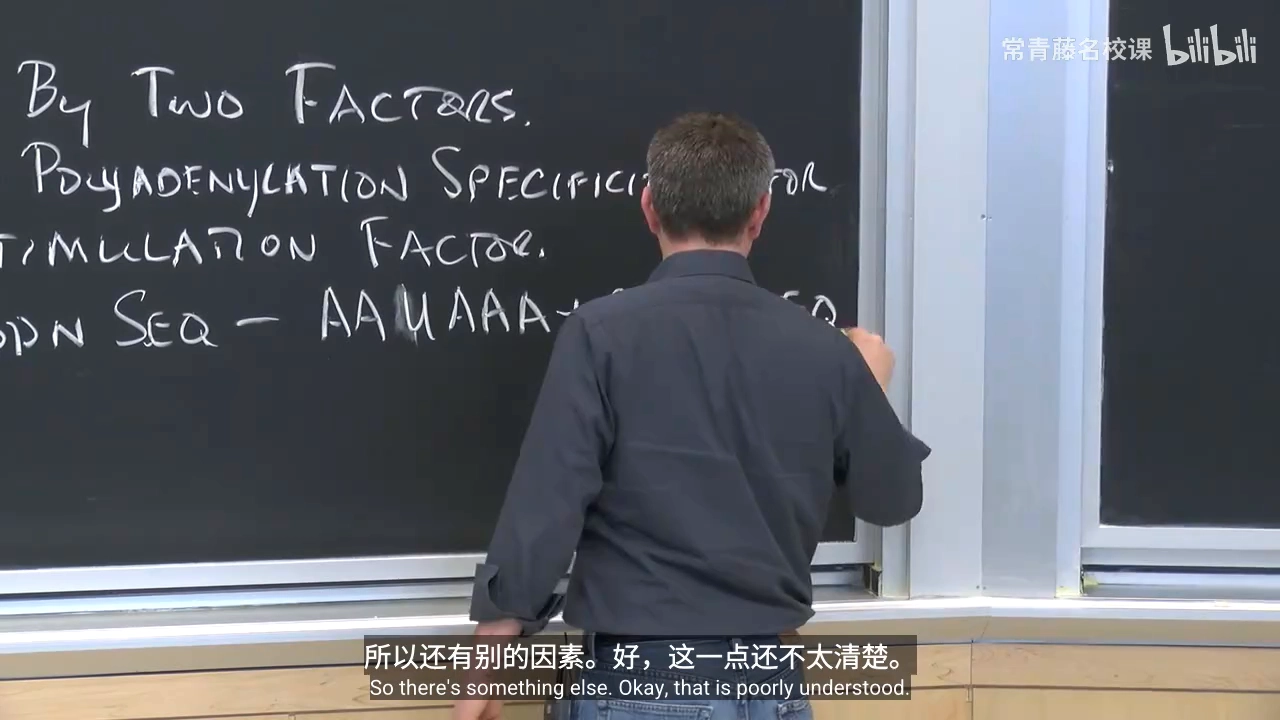 常青藤名校课 bilibili
By Two FACTORS.
POLYADENYLATION SPECIFICI
OR
TIMULATION FACTOR.
SEQ - AAUAAA+
所以还有别的因素。好，这一点还不太清楚。
So there's something else. Okay, that is poorly understood.